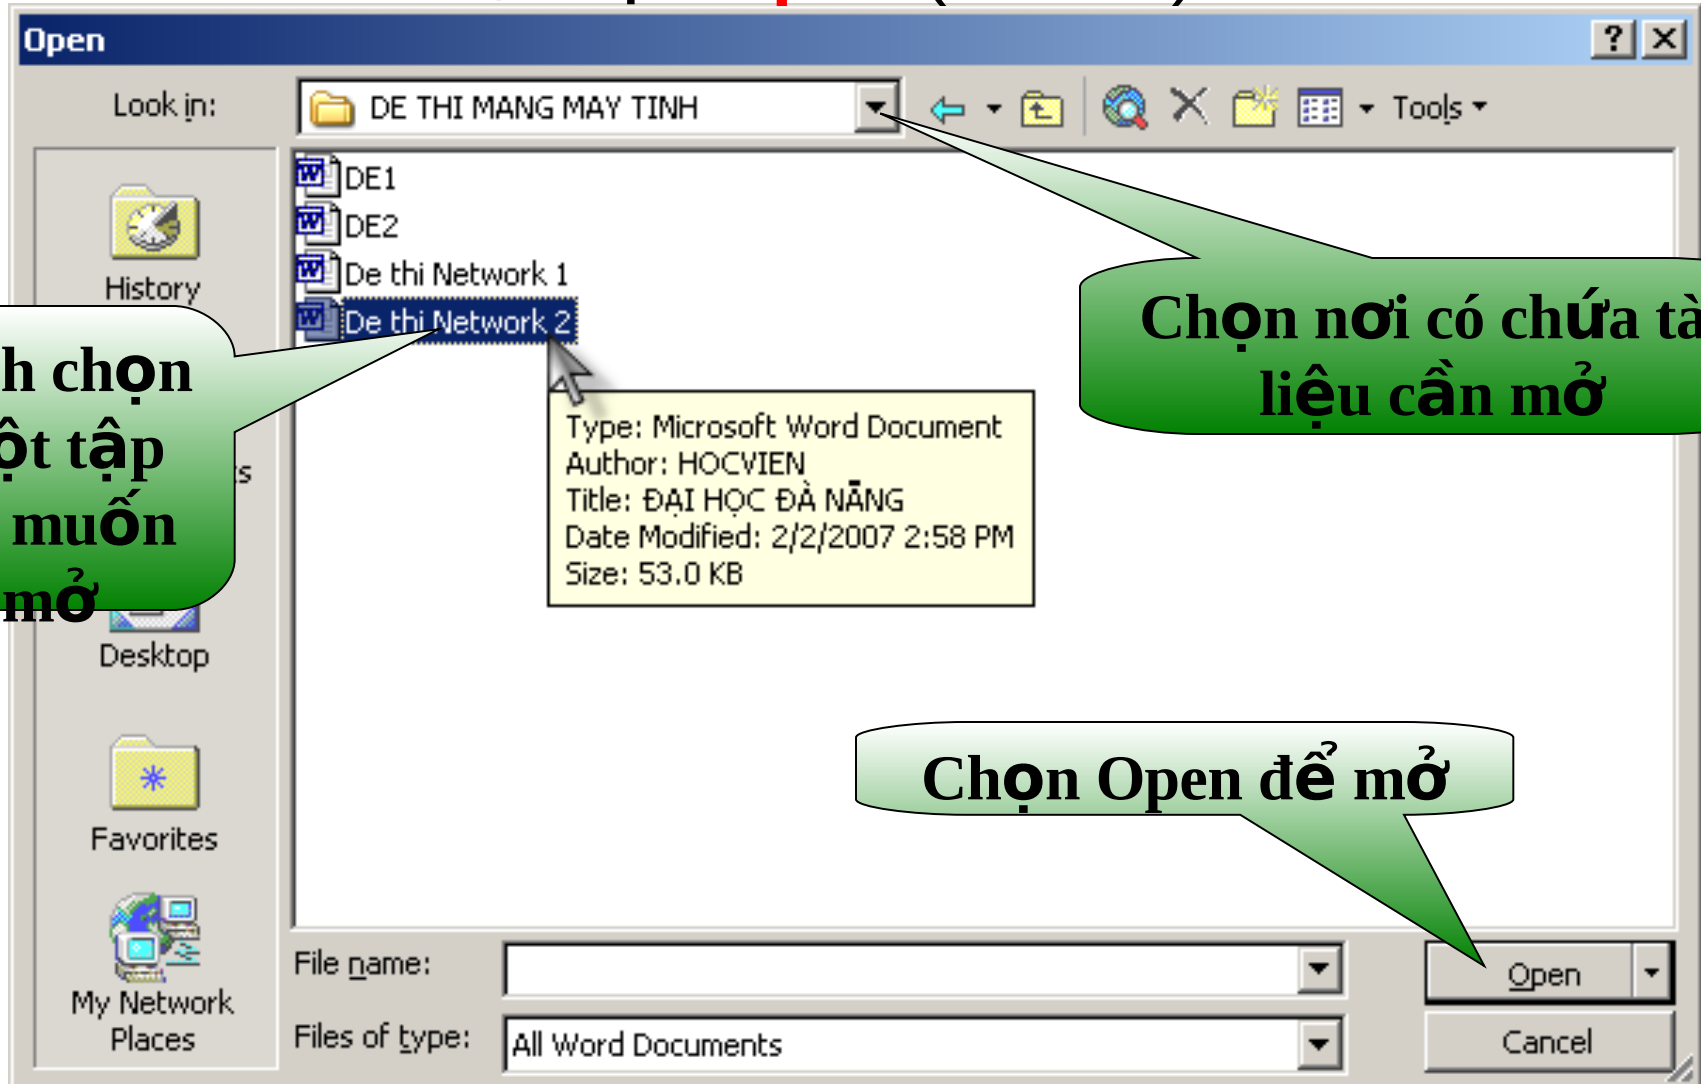 Open
Look in:
DE THI MANG MAY TINH
Tools
DE1
DE2
De thi Network 1
De thi Network 2
History
Chọn nơi có chứa tà
liệu cần mở
h chọn
ột tập
muốn
mở
Type: Microsoft Word Document
Author: HOCVIEN
Title: ĐẠI HỌC ĐÀ NẴNG
Date Modified: 2/2/2007 2:58 PM
Size: 53.0 KB
Desktop
Favorites
My Network
Places
Chọn Open để mở
File name:
Open
Files of type:
All Word Documents
Cancel